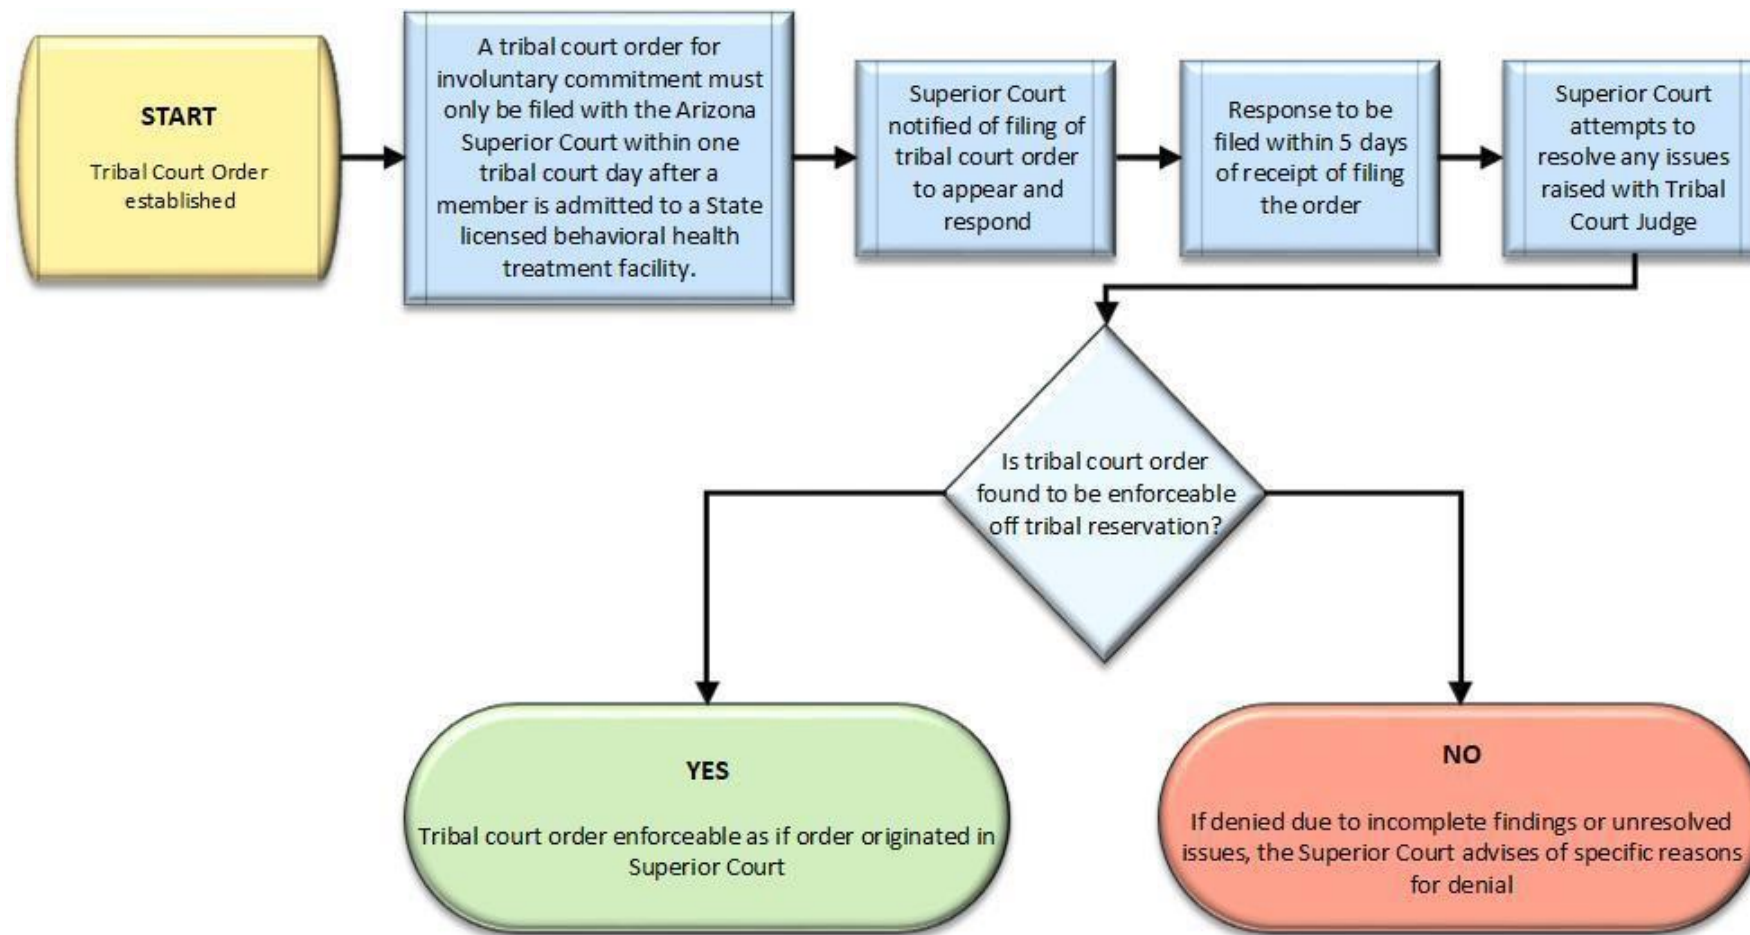 START
Tribal Court Order
established
A tribal court order for
involuntary commitment must
only be filed with the Arizona
Superior Court within one
tribal court day after a
member is admitted to a State
licensed behavioral health
treatment facility.
Superior Court
notified of filing of
tribal court order
to appear and
respond
Response to be
filed within 5 days
of receipt of filing
the order
Superior Court
attempts to
resolve any issues
raised with Tribal
Court Judge
Is tribal court order
found to be enforceable
off tribal reservation?
YES
Tribal court order enforceable as if order originated in
Superior Court
NO
If denied due to incomplete findings or unresolved
issues, the Superior Court advises of specific reasons
for denial